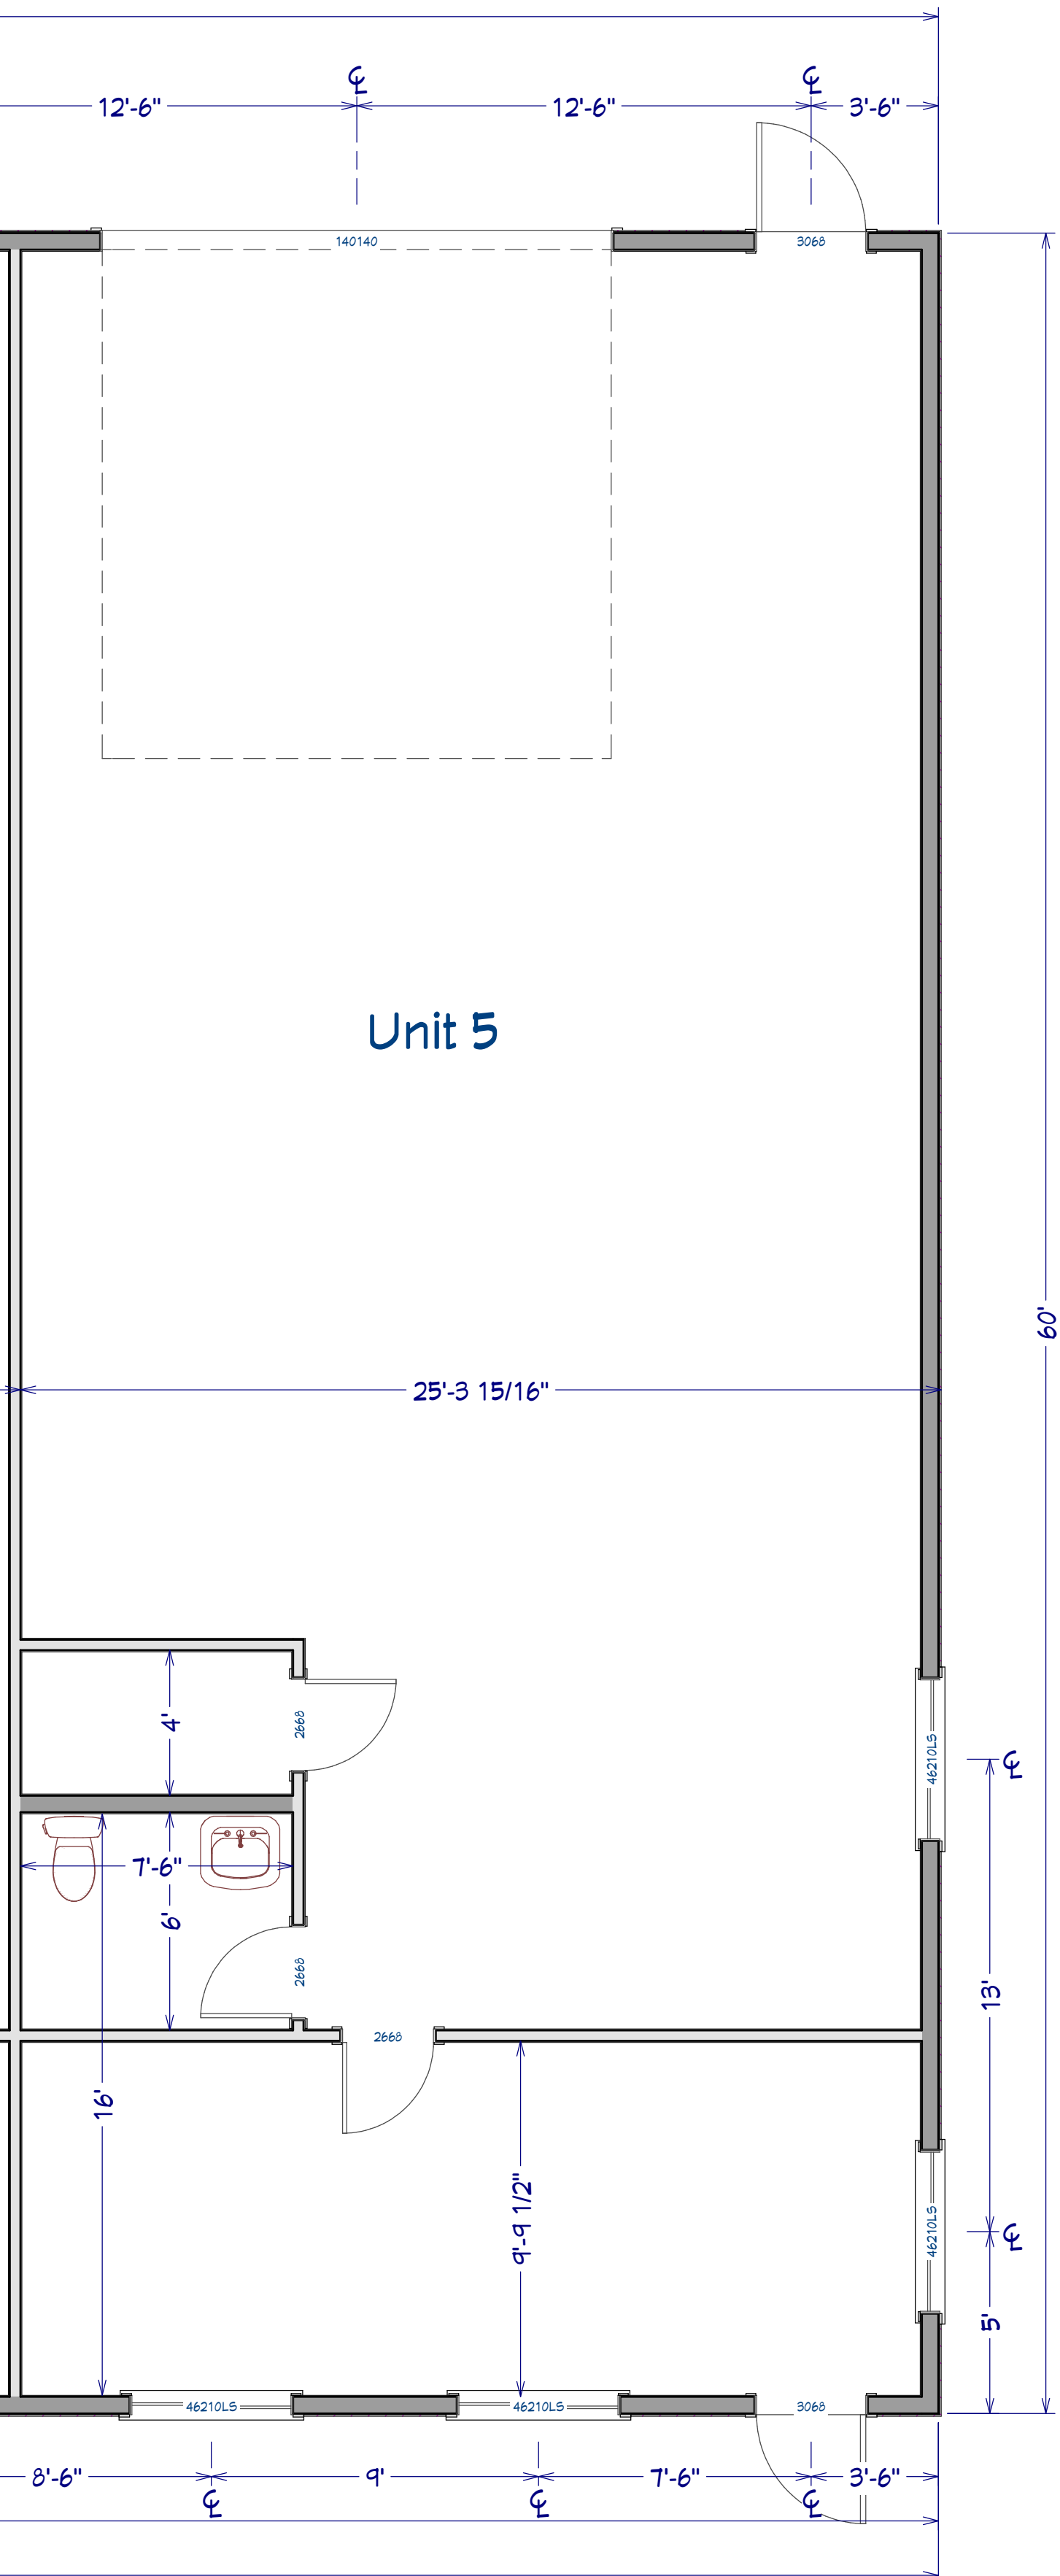 ℄ ℄
12'-6" 12'-6" 3'-6"
140140 3068
Unit 5
60'
25'-3 15/16"
4' 2668 46210LS ℄
7'-6"
6'
2668
13'
2668
16'
9'-9 1/2"
46210LS ℄
5'
46210LS 46210LS 3068
8'-6" 9' 7'-6" 3'-6"
℄ ℄ ℄